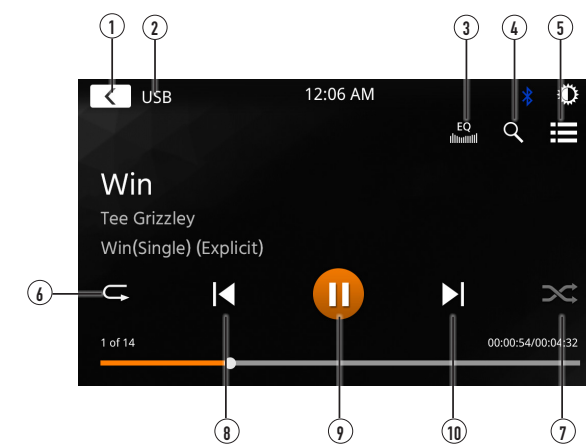 1 2 3 4 5
USB 12:06 AM
EQ
Win
Tee Grizzley
Win(Single) (Explicit)
6
1 of 14 00:00:54/00:04:32
8 9 10 7